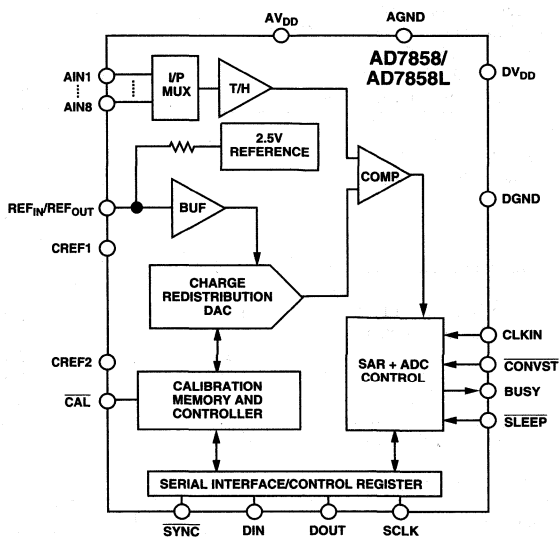 AVDD
AGND
AD7858/
AD7858L
DVDD
AIN1
AIN8
I/P
MUX
T/H
2.5V
REFERENCE
COMP
REFIN/REFOUT
BUF
DGND
CREF1
CHARGE
REDISTRIBUTION
DAC
CLKIN
CONVST
BUSY
SLEEP
SAR + ADC
CONTROL
CREF2
CAL
CALIBRATION
MEMORY AND
CONTROLLER
SERIAL INTERFACE/CONTROL REGISTER
SYNC
DIN
DOUT
SCLK